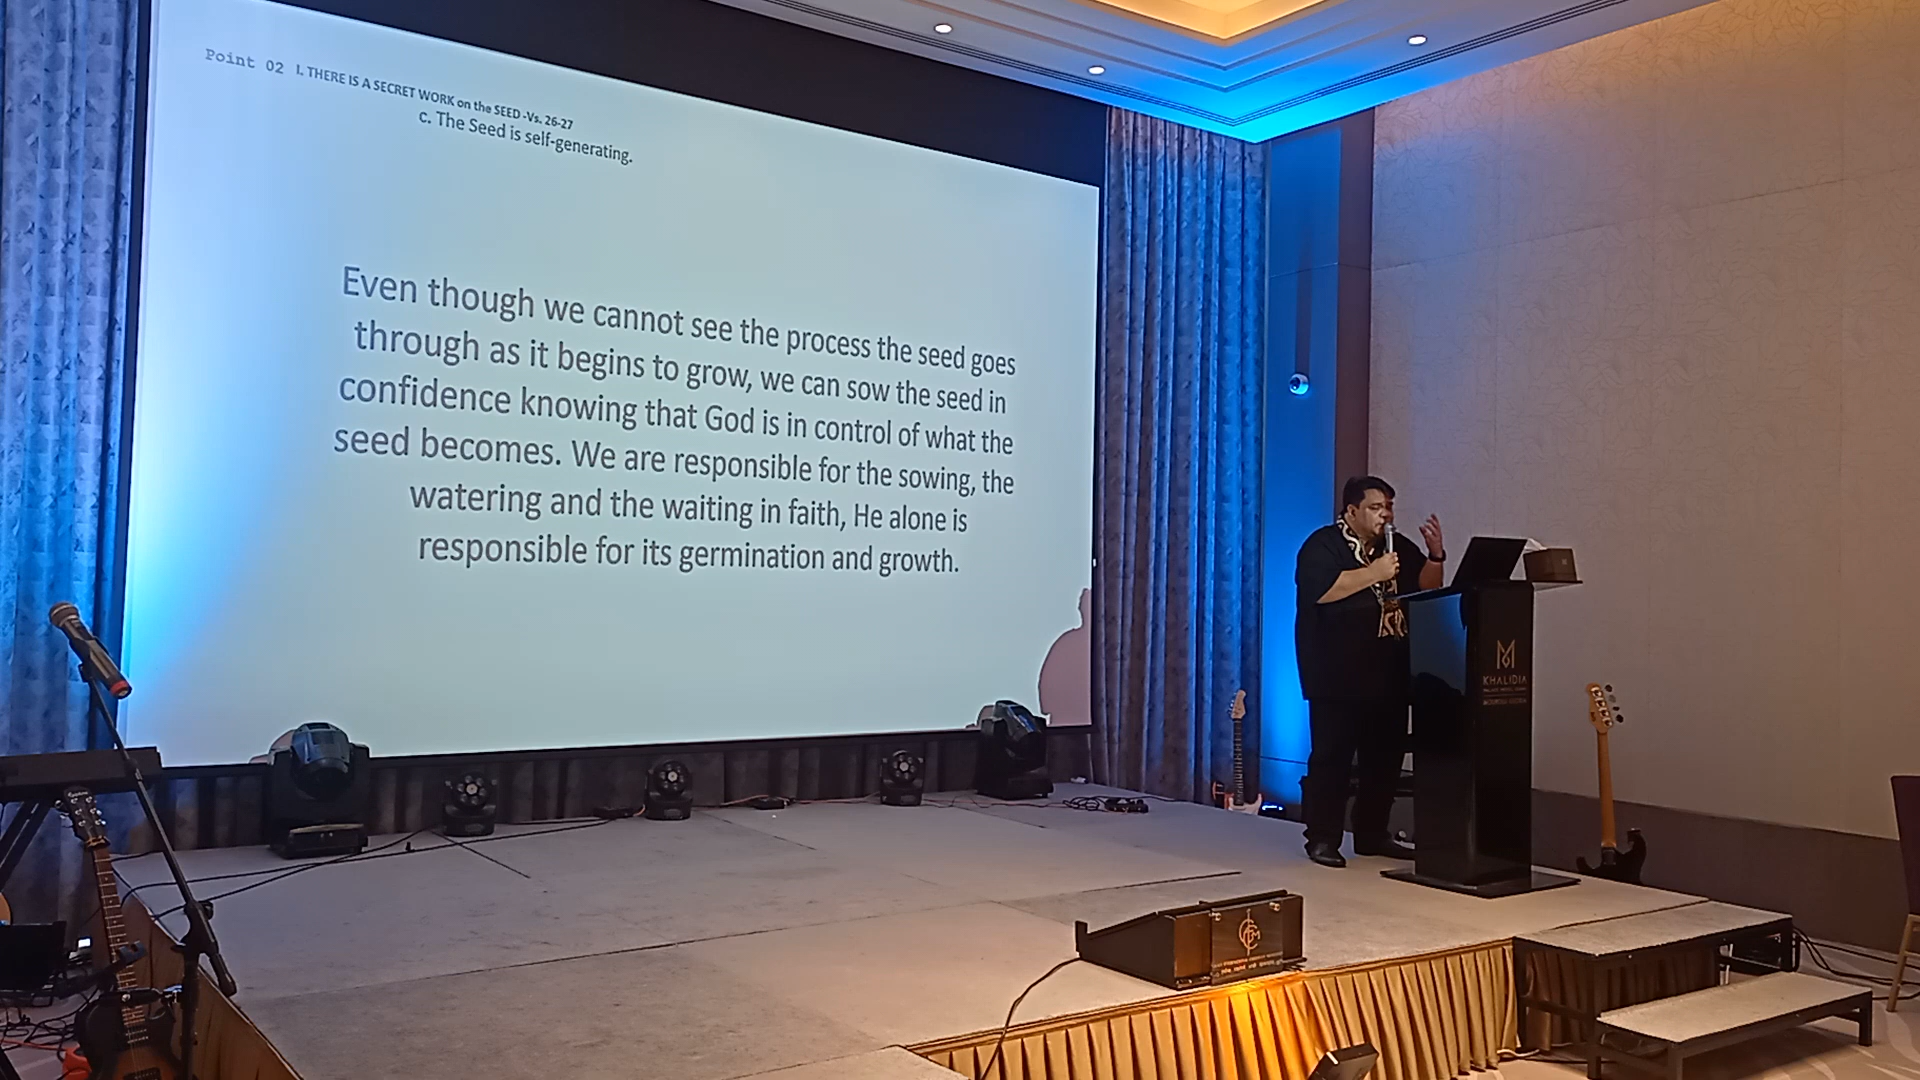 Point 02 I. THERE IS A SECRET WORK on the SEED -Vs. 26-27
c. The Seed is self-generating.
Even though we cannot see the process the seed goes
through as it begins to grow, we can sow the seed in
confidence knowing that God is in control of what the
seed becomes. We are responsible for the sowing, the
watering and the waiting in faith, He alone is
responsible for its germination and growth.
M
KHALIDIA